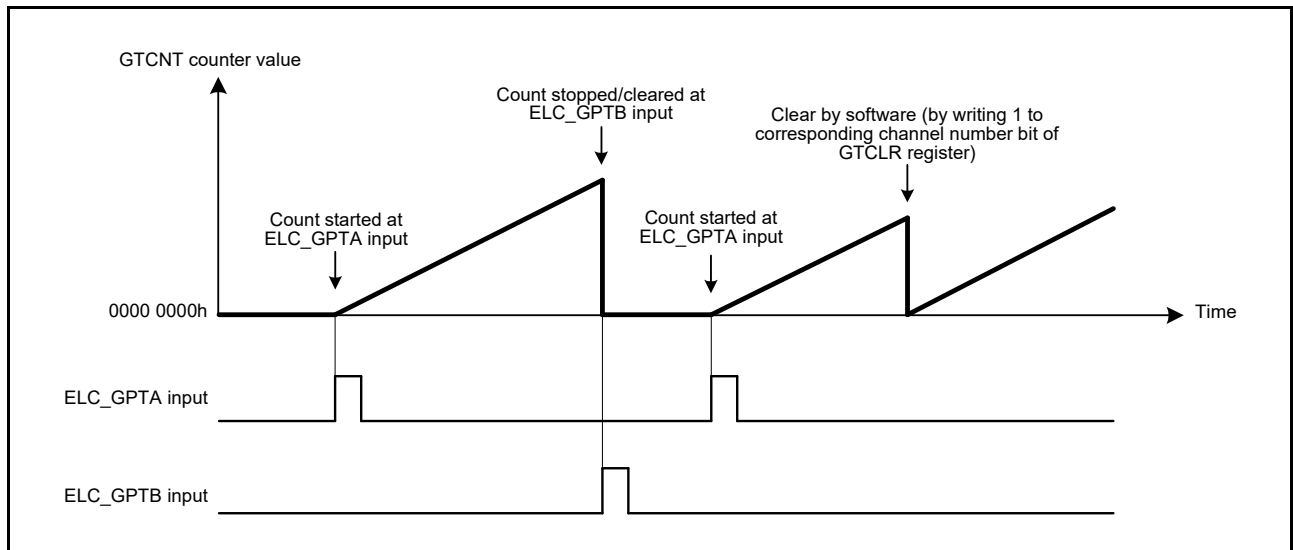 GTCNT counter value
Count stopped/cleared at
ELC_GPTB input
Clear by software (by writing 1 to
corresponding channel number bit of
GTCLR register)
Count started at
ELC_GPTA input
Count started at
ELC_GPTA input
0000 0000h
Time
ELC_GPTA input
ELC_GPTB input